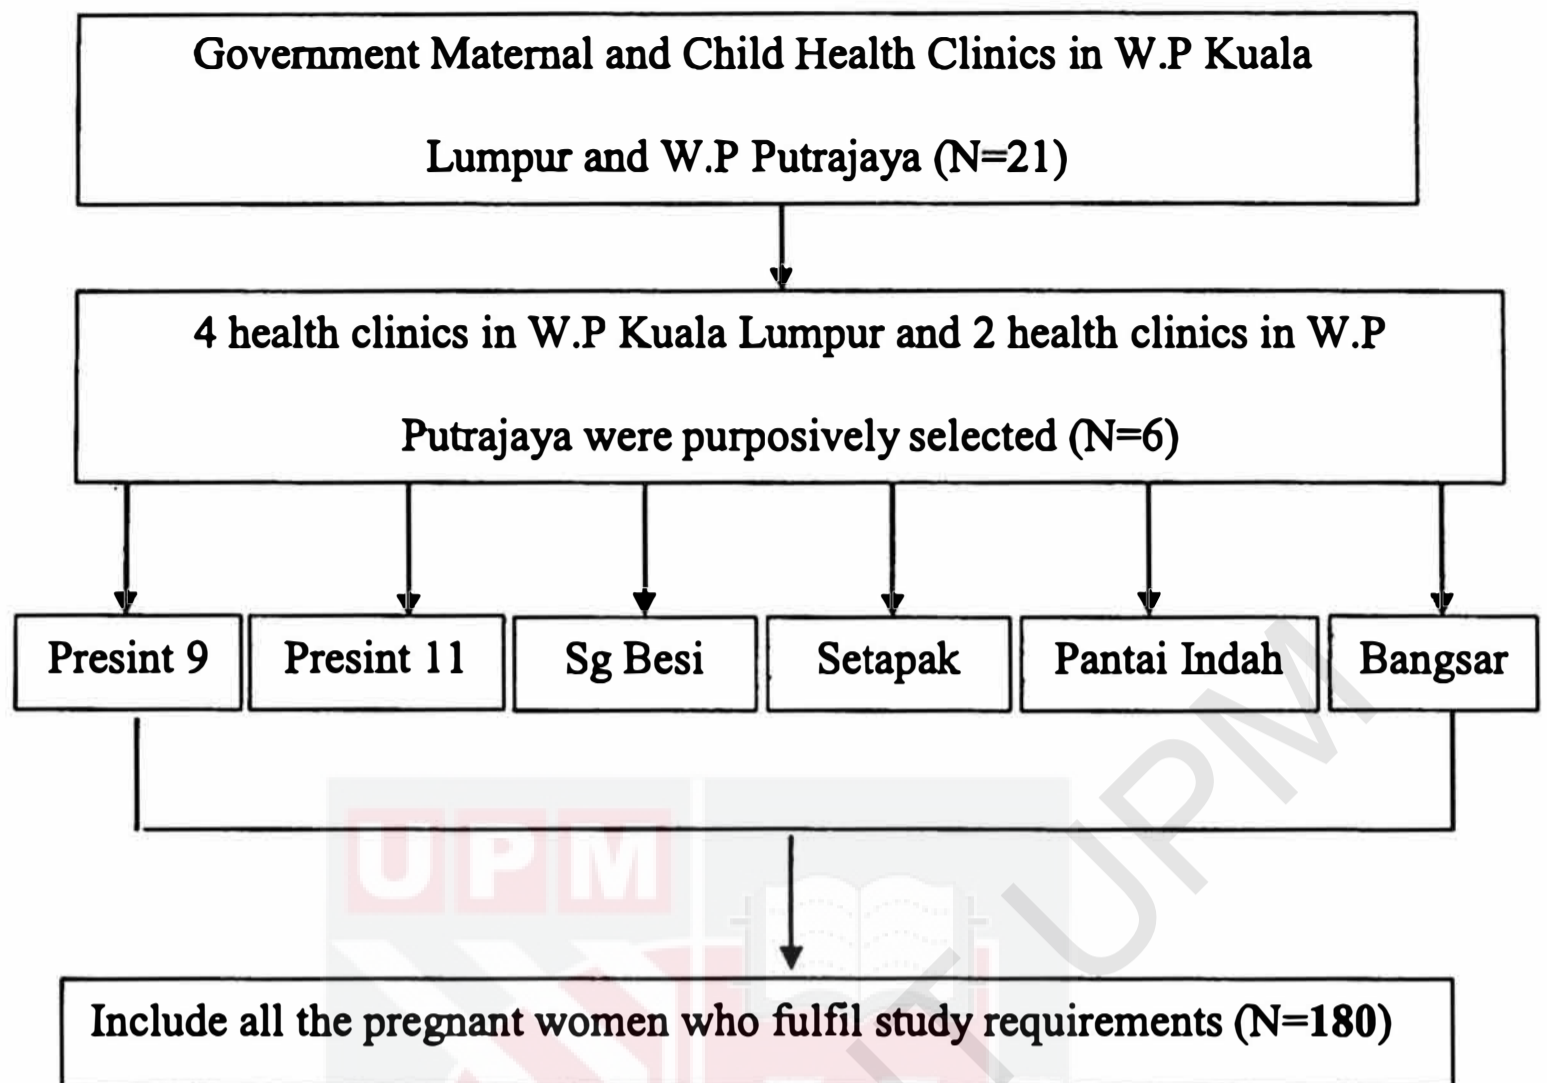 Government Maternal and Child Health Clinics in W.P Kuala
Lumpur and W.P Putrajaya (N=21)
4 health clinics in W.P Kuala Lumpur and 2 health clinics in W.P
Putrajaya were purposively selected (N=6)
Presint 9
Presint 11
Sg Besi
Setapak
Pantai Indah
Bangsar
UPM
IT UPM
Include all the pregnant women who fulfil study requirements (N=180)